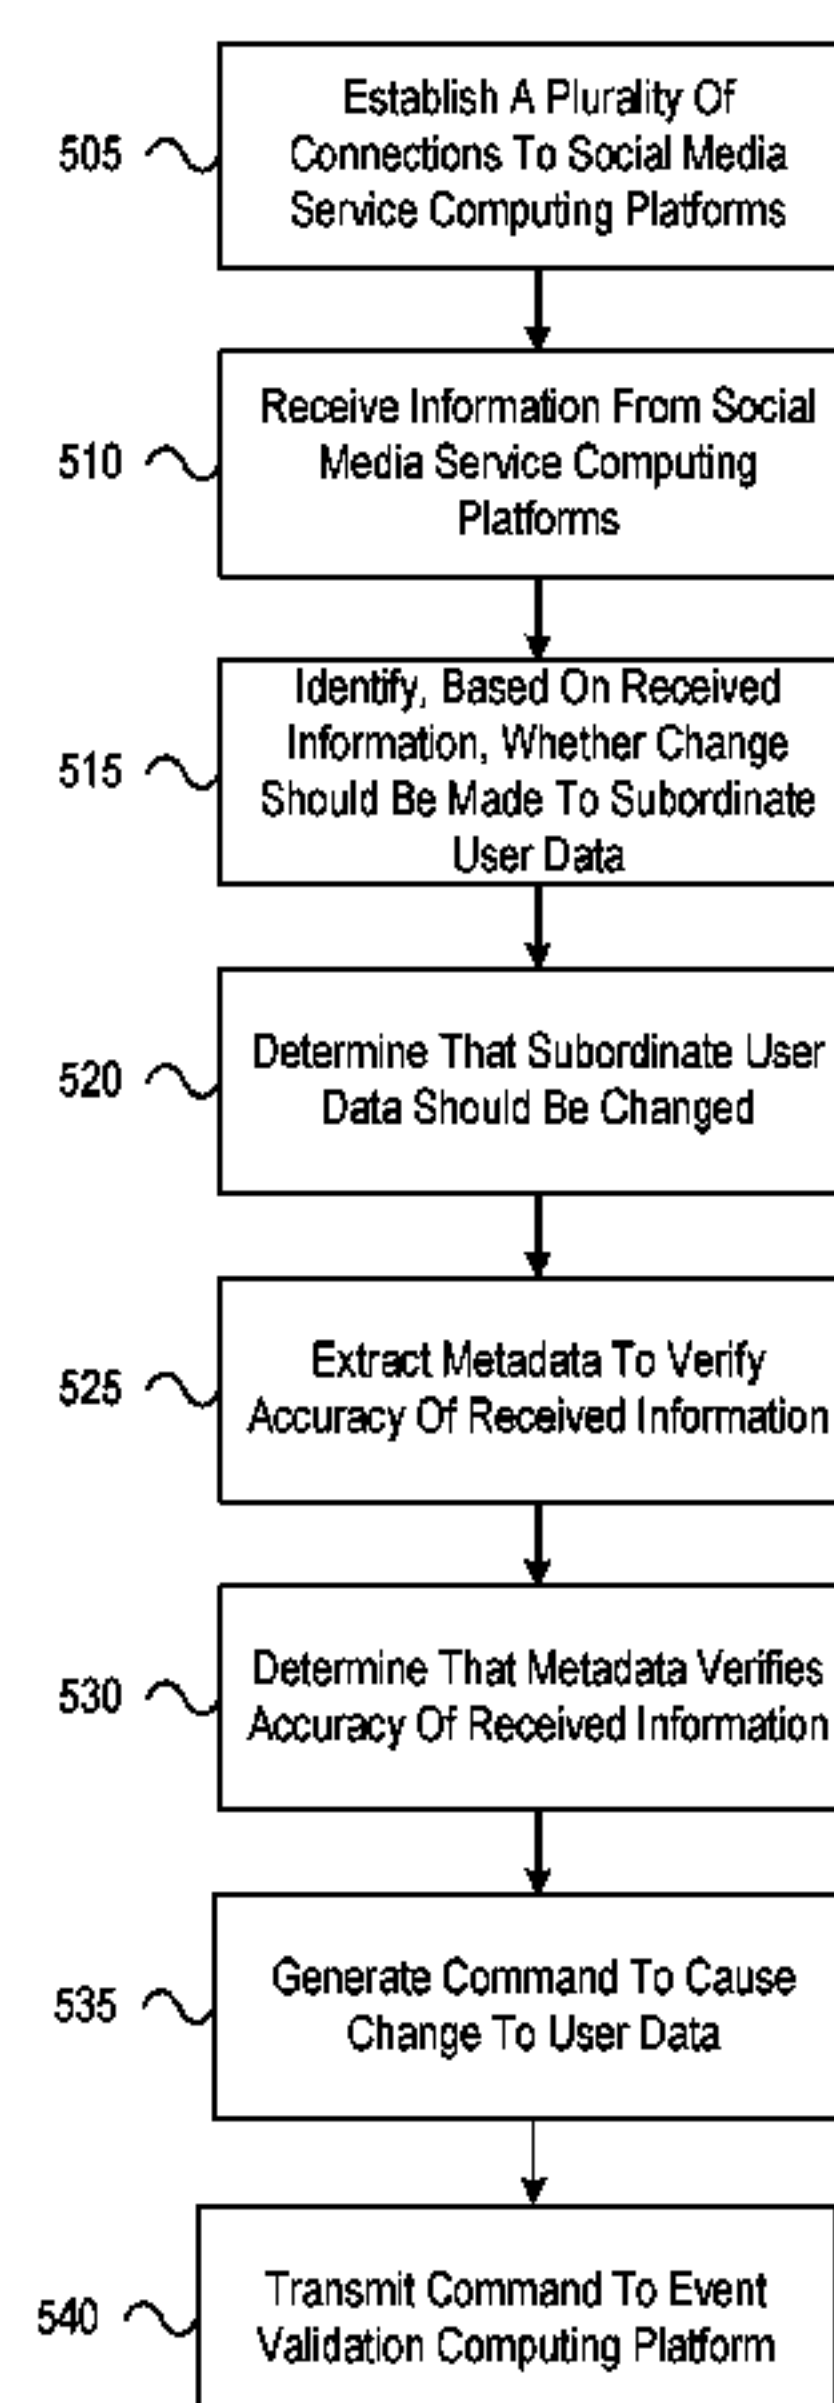 505
Establish A Plurality Of
Connections To Social Media
Service Computing Platforms
510
Receive Information From Social
Media Service Computing
Platforms
515
Identify, Based On Received
Information, Whether Change
Should Be Made To Subordinate
User Data
520
Determine That Subordinate User
Data Should Be Changed
525
Extract Metadata To Verify
Accuracy Of Received Information
530
Determine That Metadata Verifies
Accuracy Of Received Information
535
Generate Command To Cause
Change To User Data
540
Transmit Command To Event
Validation Computing Platform